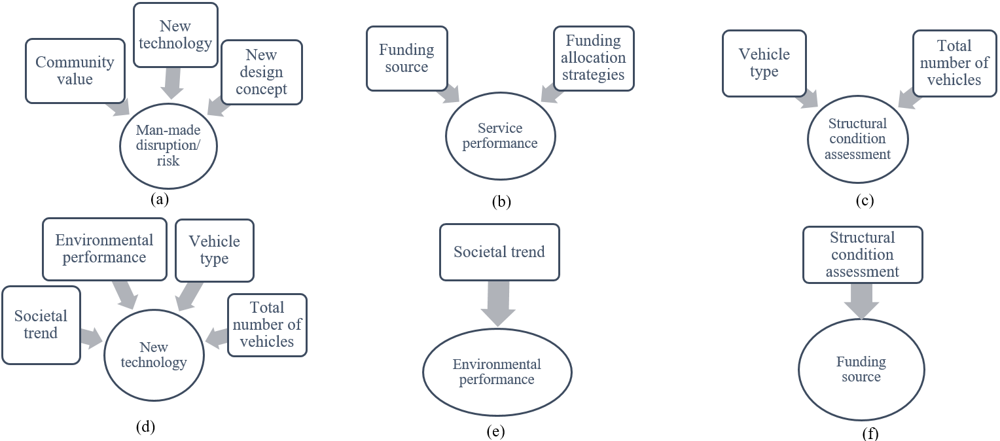 Community
value
New
technology
New
design
concept
Man-made
disruption/
risk
(a)
Funding
source
Funding
allocation
strategies
Service
performance
(b)
Vehicle
type
Total
number of
vehicles
Structural
condition
assessment
(c)
Societal
trend
Environmental
performance
Vehicle
type
Total
number of
vehicles
New
technology
(d)
Societal trend
Environmental
performance
(e)
Structural
condition
assessment
Funding
source
(f)